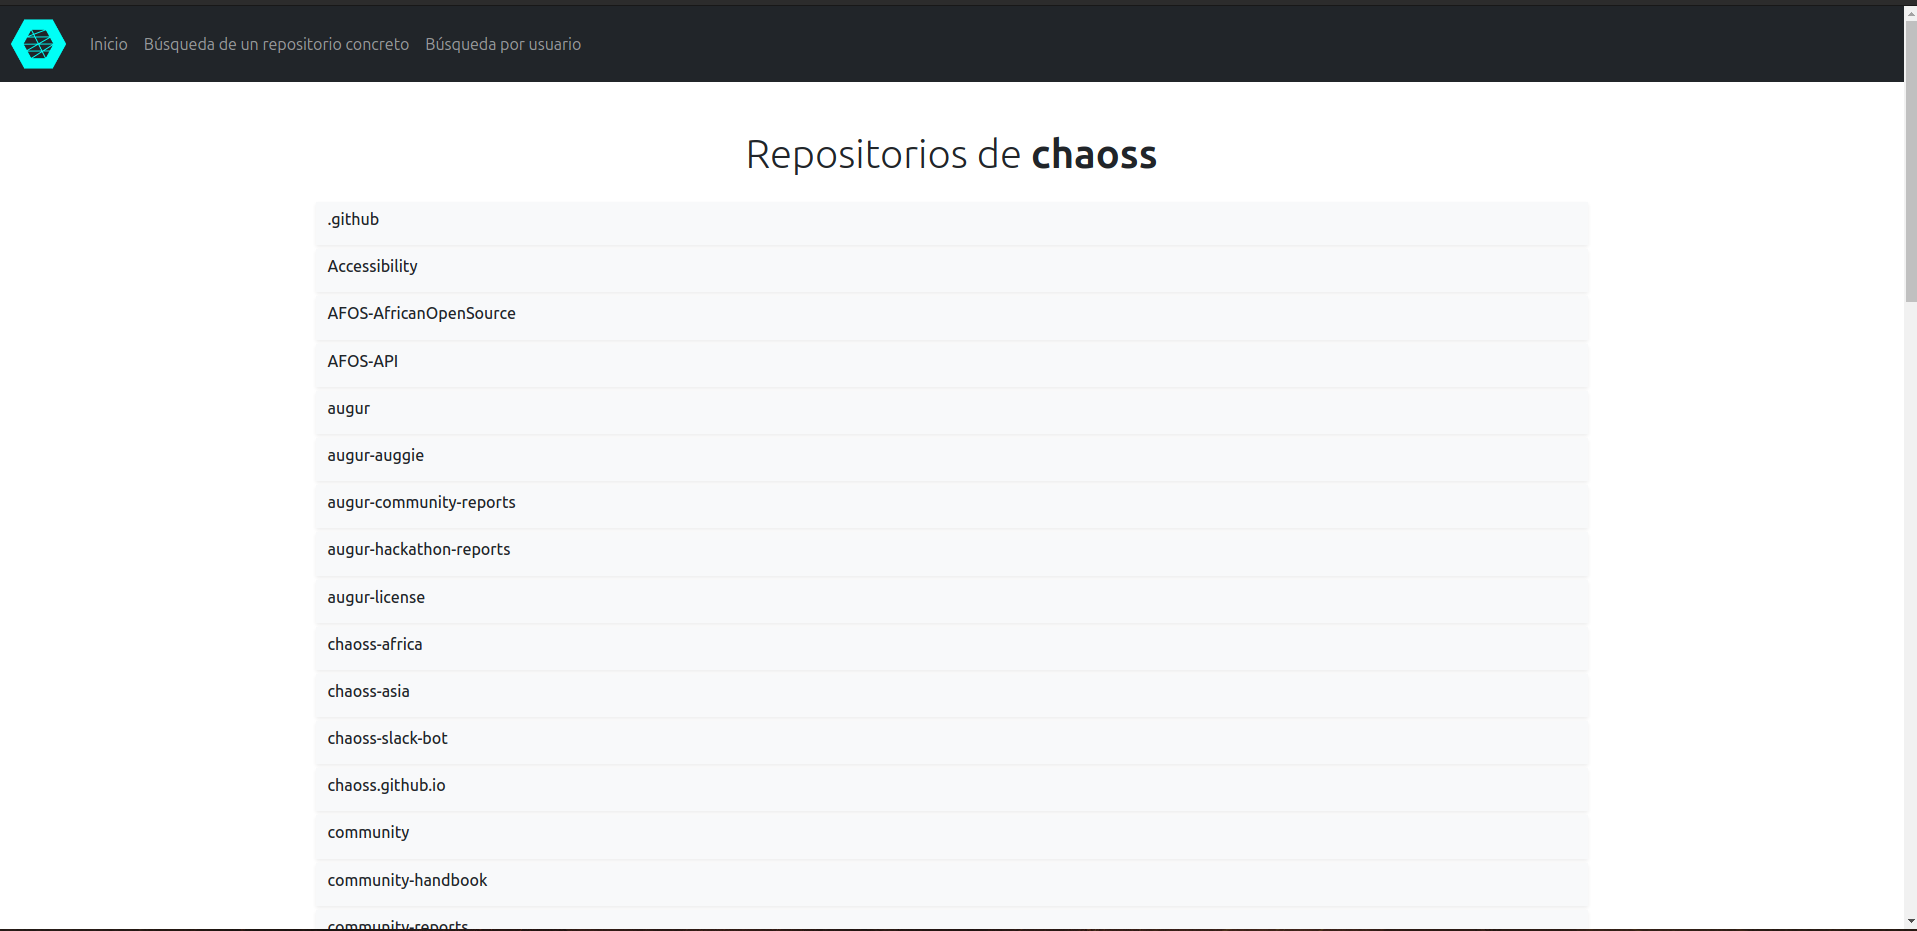 Inicio Búsqueda de un repositorio concreto Búsqueda por usuario
Repositorios de chaoss
.github
Accessibility
AFOS-AfricanOpenSource
AFOS-API
augur
augur-auggie
augur-community-reports
augur-hackathon-reports
augur-license
chaoss-africa
chaoss-asia
chaoss-slack-bot
chaoss.github.io
community
community-handbook
community-reports